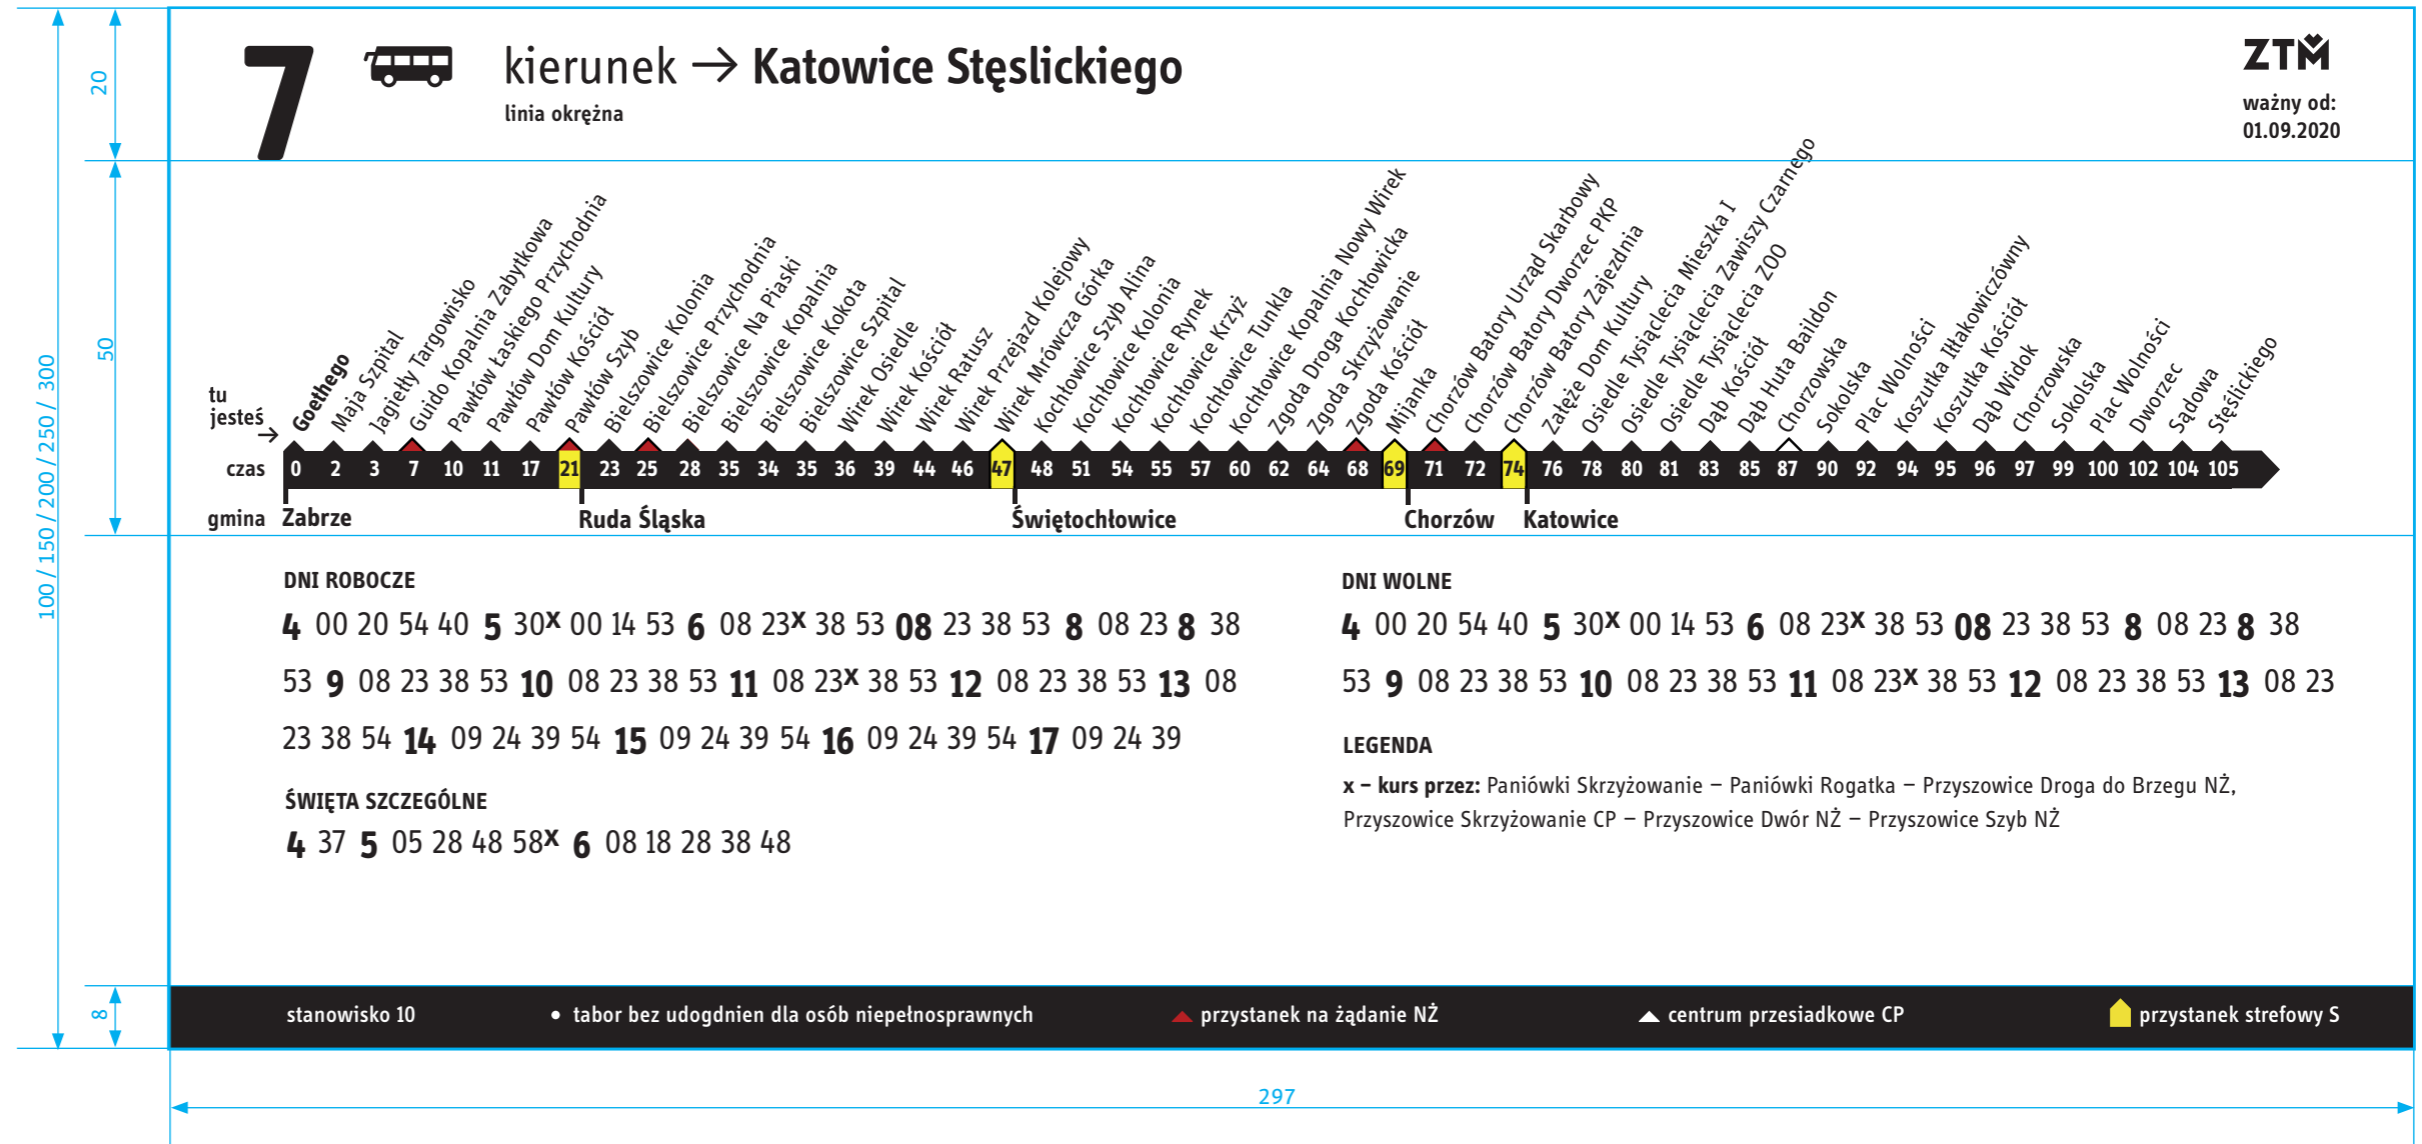 7 kierunek → Katowice Stęslickiego
linia okrężna
ZTM
ważny od:
01.09.2020
20
50
100 / 150 / 200 / 250 / 300
8
297
tu
jesteś
→
Goethego
Maja Szpital
Jagiełły Targowisko
Guido Kopalnia Zabytkowa
Pawłów Łaskiego Przychodnia
Pawłów Dom Kultury
Pawłów Kościół
Pawłów Szyb
Bielszowice Kolonia
Bielszowice Przychodnia
Bielszowice Na Piaski
Bielszowice Kopalnia
Bielszowice Kokota
Bielszowice Szpital
Wirek Osiedle
Wirek Kościół
Wirek Ratusz
Wirek Przejazd Kolejowy
Wirek Mrówcza Górka
Kochłowice Szyb Alina
Kochłowice Kolonia
Kochłowice Rynek
Kochłowice Krzyż
Kochłowice Tunkla
Kochłowice Kopalnia Nowy Wirek
Zgoda Droga Kochłowicka
Zgoda Skrzyżowanie
Zgoda Kościół
Mijanka
Chorzów Batory Urząd Skarbowy
Chorzów Batory Dworzec PKP
Chorzów Batory Zajezdnia
Załęże Dom Kultury
Osiedle Tysiąclecia Mieszka I
Osiedle Tysiąclecia Zawiszy Czarnego
Osiedle Tysiąclecia ZOO
Dąb Kościół
Dąb Huta Baildon
Chorzowska
Sokolska
Plac Wolności
Koszutka Iłłakowiczówny
Koszutka Kościół
Dąb Widok
Chorzowska
Sokolska
Plac Wolności
Dworzec
Sądowa
Stęślickiego
czas 0 2 3 7 10 11 17 21 23 25 28 35 34 35 36 39 44 46 47 48 51 54 55 57 60 62 64 68 69 71 72 74 76 78 80 81 83 85 87 90 92 94 95 96 97 99 100 102 104 105
gmina Zabrze Ruda Śląska Świętochłowice Chorzów Katowice
DNI ROBOCZE
4 00 20 54 40 5 30x 00 14 53 6 08 23x 38 53 08 23 38 53 8 08 23 8 38
53 9 08 23 38 53 10 08 23 38 53 11 08 23x 38 53 12 08 23 38 53 13 08
23 38 54 14 09 24 39 54 15 09 24 39 54 16 09 24 39 54 17 09 24 39
ŚWIĘTA SZCZEGÓLNE
4 37 5 05 28 48 58x 6 08 18 28 38 48
DNI WOLNE
4 00 20 54 40 5 30x 00 14 53 6 08 23x 38 53 08 23 38 53 8 08 23 8 38
53 9 08 23 38 53 10 08 23 38 53 11 08 23x 38 53 12 08 23 38 53 13 08 23
LEGENDA
x – kurs przez: Paniówki Skrzyżowanie – Paniówki Rogatka – Przyszowice Droga do Brzegu NŻ,
Przyszowice Skrzyżowanie CP – Przyszowice Dwór NŻ – Przyszowice Szyb NŻ
stanowisko 10 • tabor bez udogdnien dla osób niepełnosprawnych przystanek na żądanie NŻ centrum przesiadkowe CP przystanek strefowy S